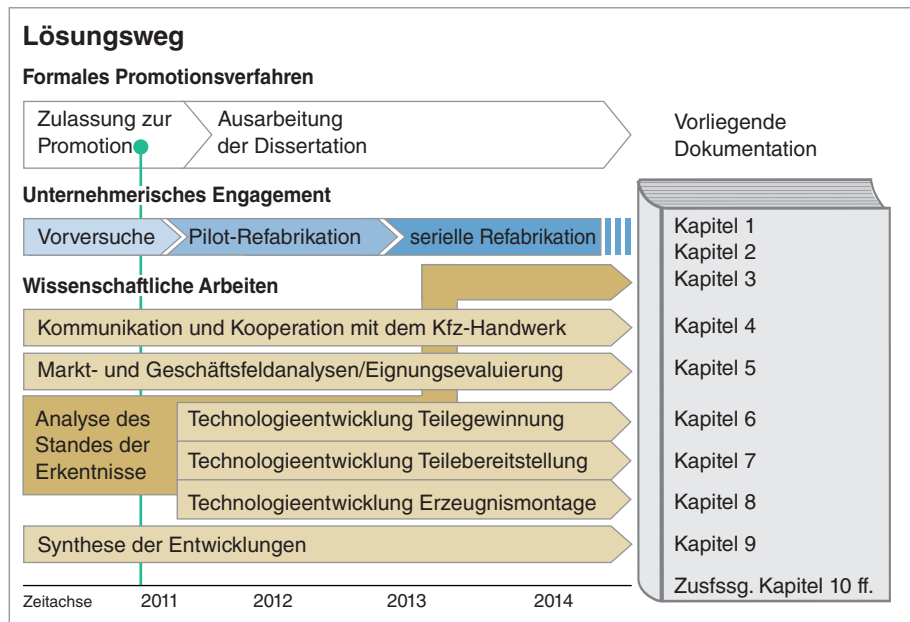 Lösungsweg
Formales Promotionsverfahren
Zulassung zur
Promotion
Ausarbeitung
der Dissertation
Vorliegende
Dokumentation
Unternehmerisches Engagement
Vorversuche
Pilot-Refabrikation
serielle Refabrikation
Wissenschaftliche Arbeiten
Kommunikation und Kooperation mit dem Kfz-Handwerk
Markt- und Geschäftsfeldanalysen/Eignungsevaluierung
Analyse des
Standes der
Erkentnisse
Technologieentwicklung Teilegewinnung
Technologieentwicklung Teilebereitstellung
Technologieentwicklung Erzeugnismontage
Synthese der Entwicklungen
Kapitel 1
Kapitel 2
Kapitel 3
Kapitel 4
Kapitel 5
Kapitel 6
Kapitel 7
Kapitel 8
Kapitel 9
Zusfssg. Kapitel 10 ff.
Zeitachse 2011 2012 2013 2014